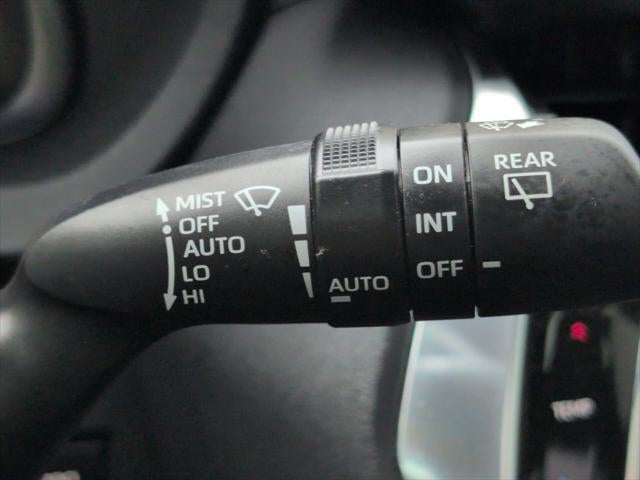 MIST
OFF
AUTO
LO
HI
AUTO
ON
INT
OFF
REAR
TEMP